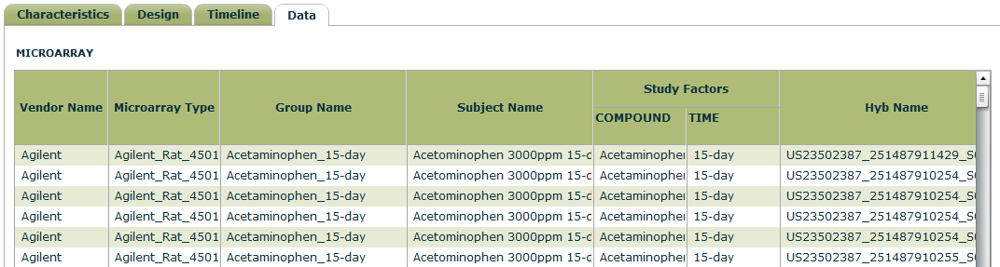 Characteristics Design Timeline Data
MICROARRAY
Vendor Name Microarray Type Group Name Subject Name Study Factors Hyb Name
COMPOUND TIME
Agilent Agilent_Rat_4501 Acetaminophen_15-day Acetominophen 3000ppm 15-d Acetaminophe 15-day US23502387_251487911429_S
Agilent Agilent_Rat_4501 Acetaminophen_15-day Acetominophen 3000ppm 15-d Acetaminophe 15-day US23502387_251487910254_S
Agilent Agilent_Rat_4501 Acetaminophen_15-day Acetominophen 3000ppm 15-d Acetaminophe 15-day US23502387_251487910254_S
Agilent Agilent_Rat_4501 Acetaminophen_15-day Acetominophen 3000ppm 15-d Acetaminophe 15-day US23502387_251487910254_S
Agilent Agilent_Rat_4501 Acetaminophen_15-day Acetominophen 3000ppm 15-d Acetaminophe 15-day US23502387_251487910254_S
Agilent Agilent_Rat_4501 Acetaminophen_15-day Acetominophen 3000ppm 15-d Acetaminophe 15-day US23502387_251487910255_S